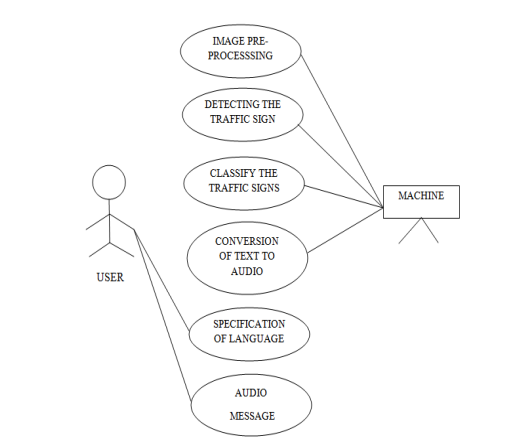 IMAGE PRE-
PROCESSSING
DETECTING THE
TRAFFIC SIGN
CLASSIFY THE
TRAFFIC SIGNS
MACHINE
CONVERSION
OF TEXT TO
AUDIO
USER
SPECIFICATION
OF LANGUAGE
AUDIO
MESSAGE